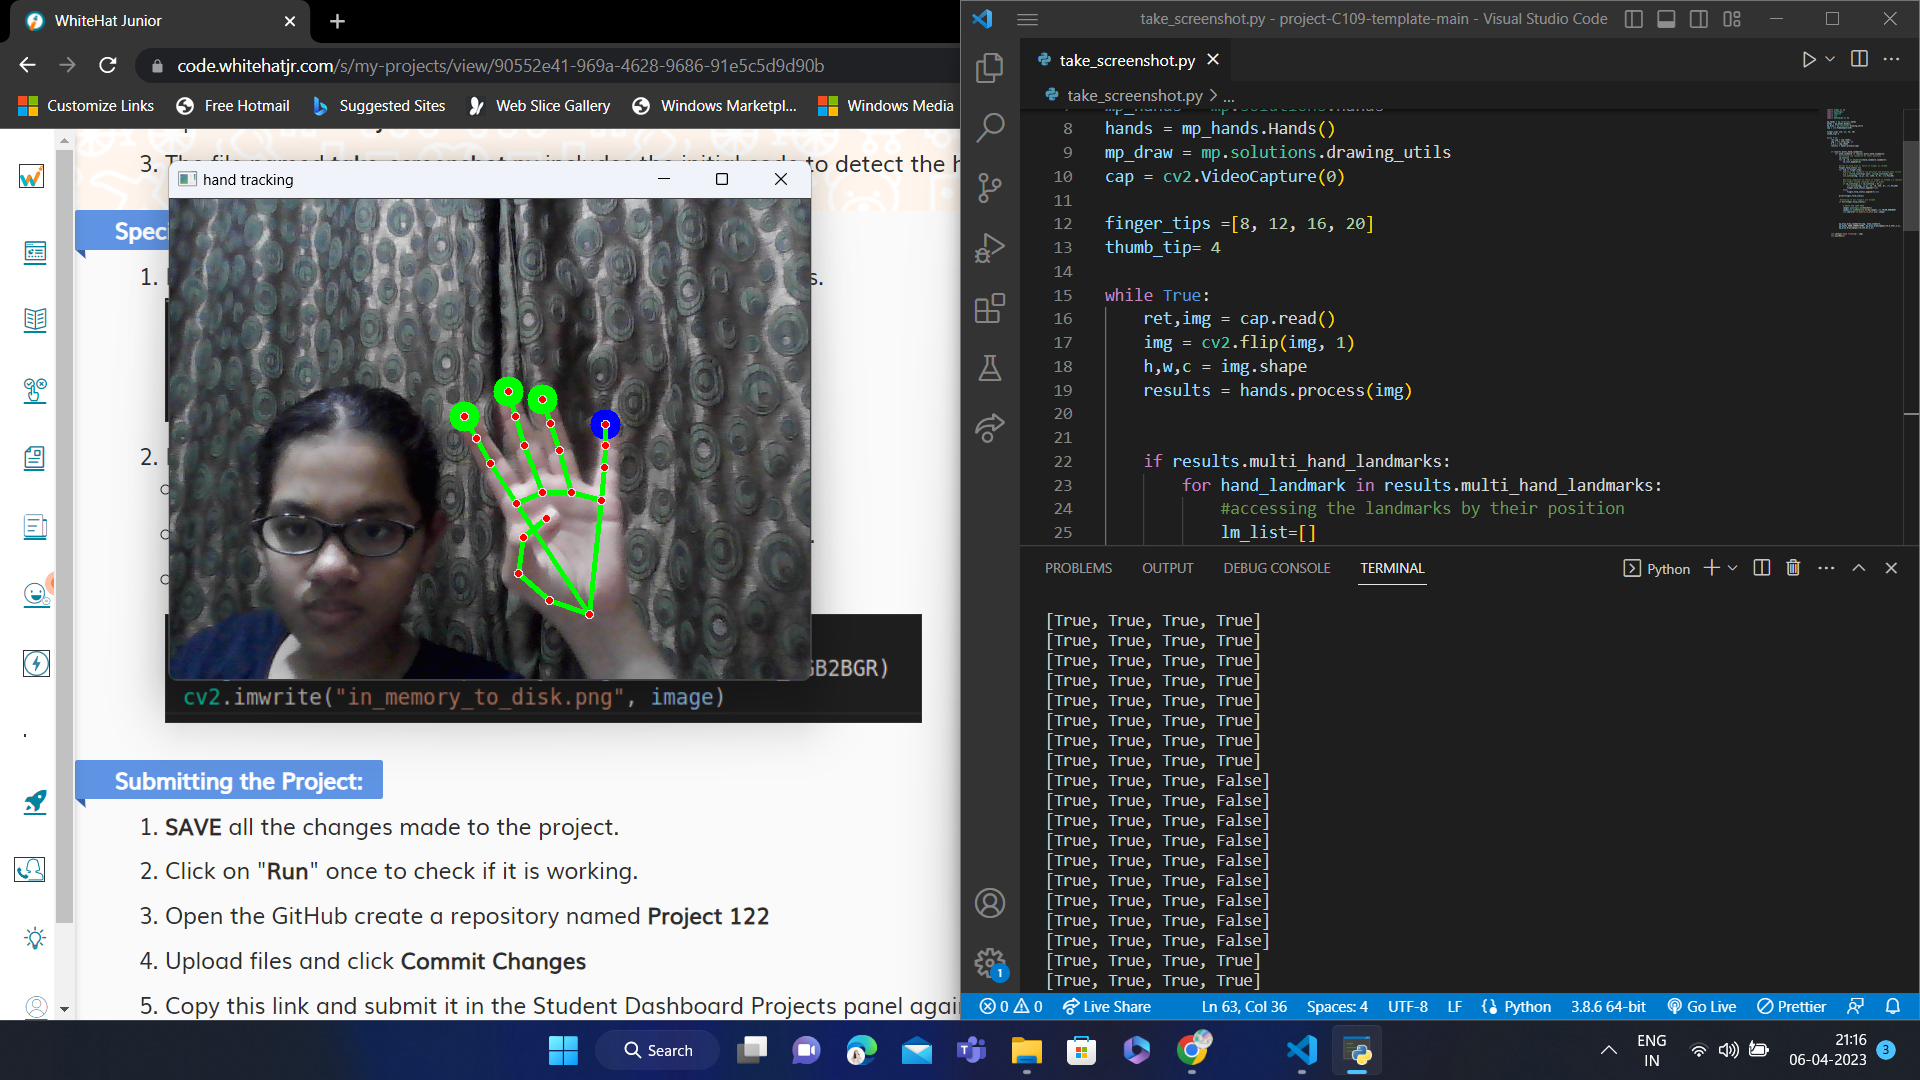 WhiteHat Junior
code.whitehatjr.com/s/my-projects/view/90552e41-969a-4628-9686-91e5c5d9d90b
Customize Links
Free Hotmail
Suggested Sites
Web Slice Gallery
Windows Marketpl...
Windows Media
to detect the h
hand tracking
Speci
1.
s.
2.
GB2BGR)
cv2.imwrite("in_memory_to_disk.png", image)
Submitting the Project:
1. SAVE all the changes made to the project.
2. Click on "Run" once to check if it is working.
3. Open the GitHub create a repository named Project 122
4. Upload files and click Commit Changes
5. Copy this link and submit it in the Student Dashboard Projects panel agai
take_screenshot.py - project-C109-template-main - Visual Studio Code
take_screenshot.py
take_screenshot.py > ...
8 hands = mp_hands.Hands()
9 mp_draw = mp.solutions.drawing_utils
10 cap = cv2.VideoCapture(0)
11
12 finger_tips =[8, 12, 16, 20]
13 thumb_tip= 4
14
15 while True:
16 ret,img = cap.read()
17 img = cv2.flip(img, 1)
18 h,w,c = img.shape
19 results = hands.process(img)
20
21
22 if results.multi_hand_landmarks:
23 for hand_landmark in results.multi_hand_landmarks:
24 #accessing the landmarks by their position
25 lm_list=[]
PROBLEMS OUTPUT DEBUG CONSOLE TERMINAL Python
[True, True, True, True]
[True, True, True, True]
[True, True, True, True]
[True, True, True, True]
[True, True, True, True]
[True, True, True, True]
[True, True, True, True]
[True, True, True, True]
[True, True, True, False]
[True, True, True, False]
[True, True, True, False]
[True, True, True, False]
[True, True, True, False]
[True, True, True, False]
[True, True, True, False]
[True, True, True, False]
[True, True, True, False]
[True, True, True, True]
[True, True, True, True]
1
0 0 Live Share Ln 63, Col 36 Spaces: 4 UTF-8 LF Python 3.8.6 64-bit Go Live Prettier
Search
ENG
IN
21:16
06-04-2023
3